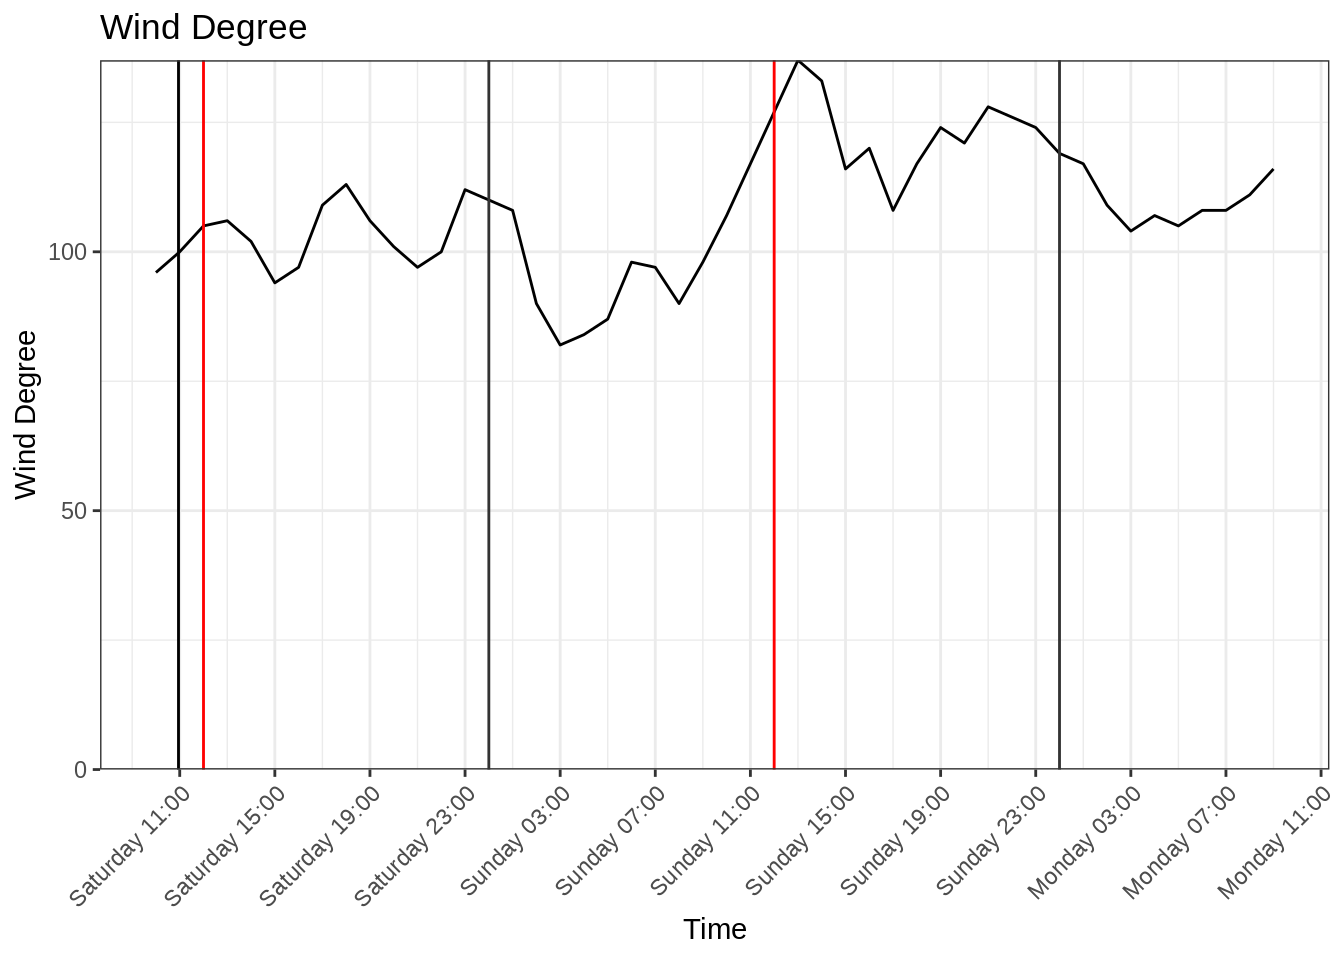 Wind Degree
Wind Degree
100
50
0
Saturday 11:00
Saturday 15:00
Saturday 19:00
Saturday 23:00
Sunday 03:00
Sunday 07:00
Sunday 11:00
Sunday 15:00
Sunday 19:00
Sunday 23:00
Monday 03:00
Monday 07:00
Monday 11:00
Time